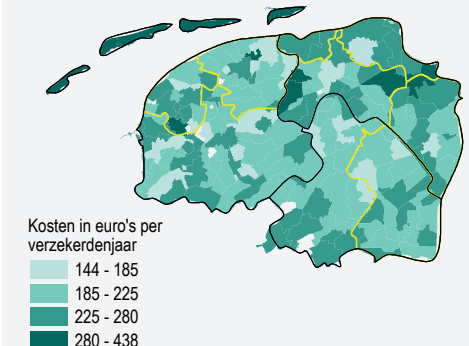 Kosten in euro's per
verzekerdenjaar
144 - 185
185 - 225
225 - 280
280 - 438